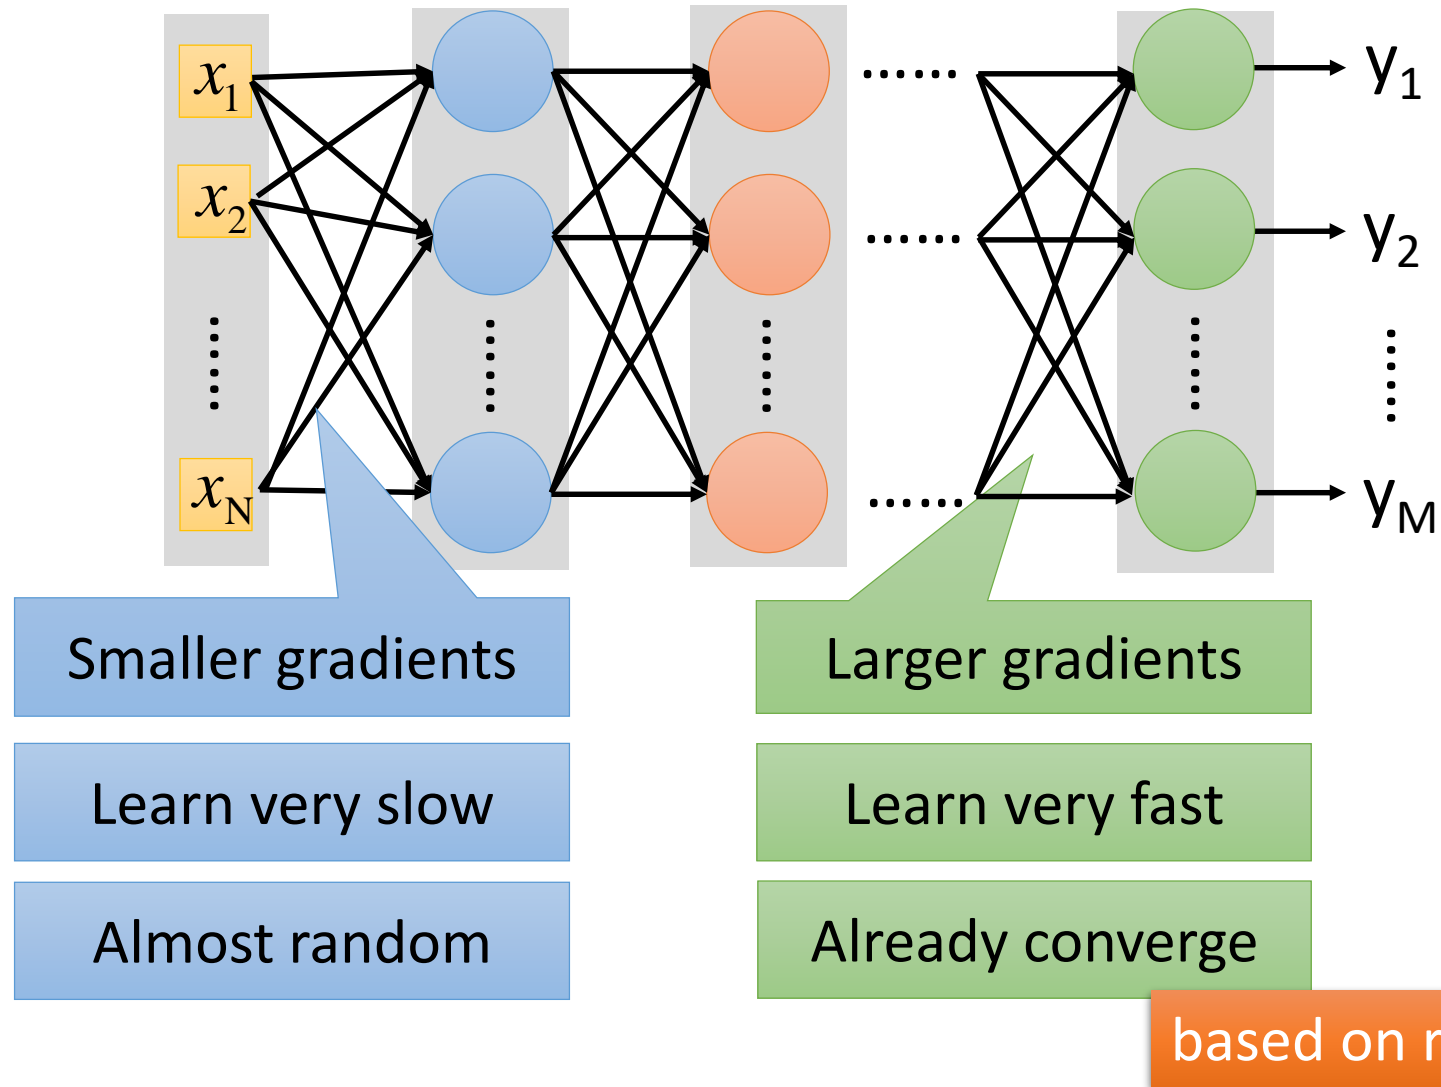 x1
y1
x2
y2
xN
yM
Smaller gradients
Larger gradients
Learn very slow
Learn very fast
Almost random
Already converge
based on